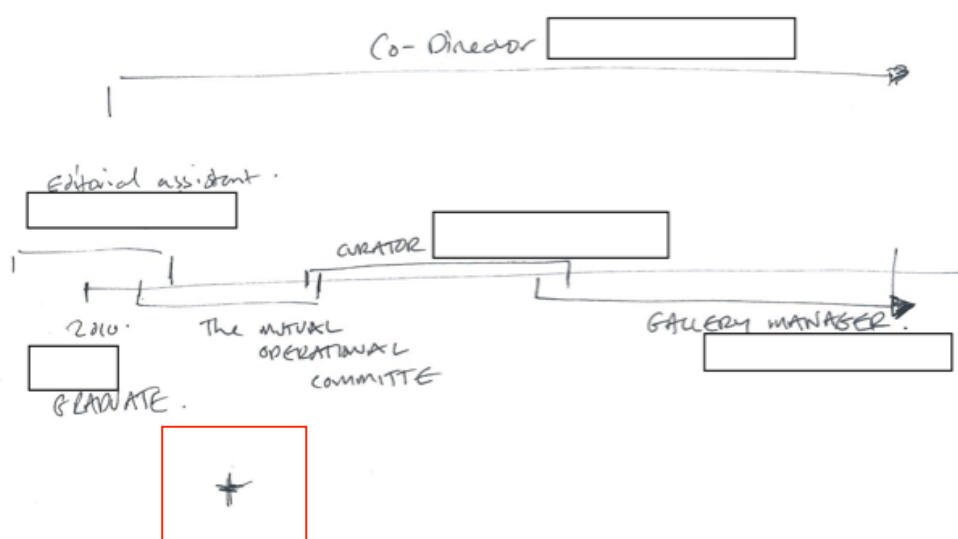 Co-Director
Editorial assistant.
CURATOR
2010.
The MUTUAL
OPERATIONAL
COMMITTE
GALLERY MANAGER.
GRADUATE.
+